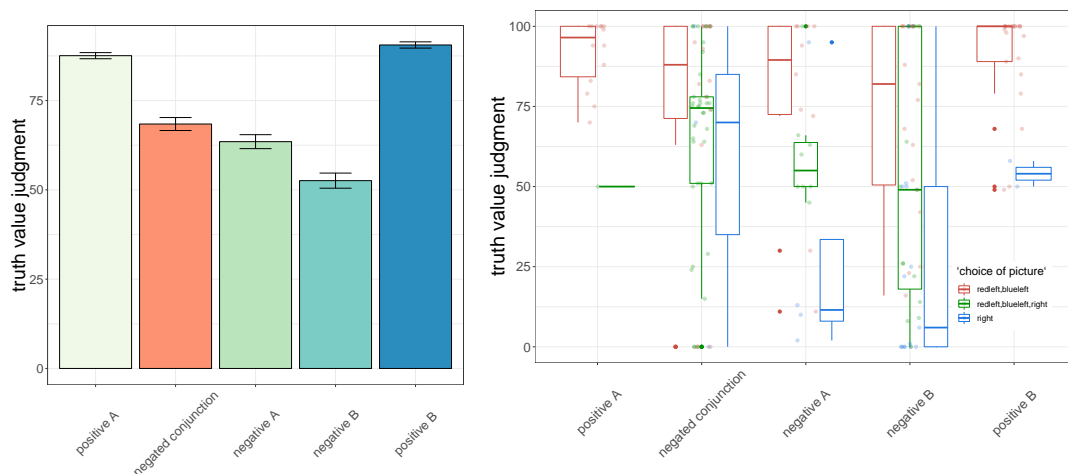 truth value judgment
75
50
25
0
positive A
negated conjunction
negative A
negative B
positive B
truth value judgment
100
75
50
25
0
positive A
negated conjunction
negative A
negative B
positive B
'choice of picture'
redleft,blueleft
redleft,blueleft,right
right